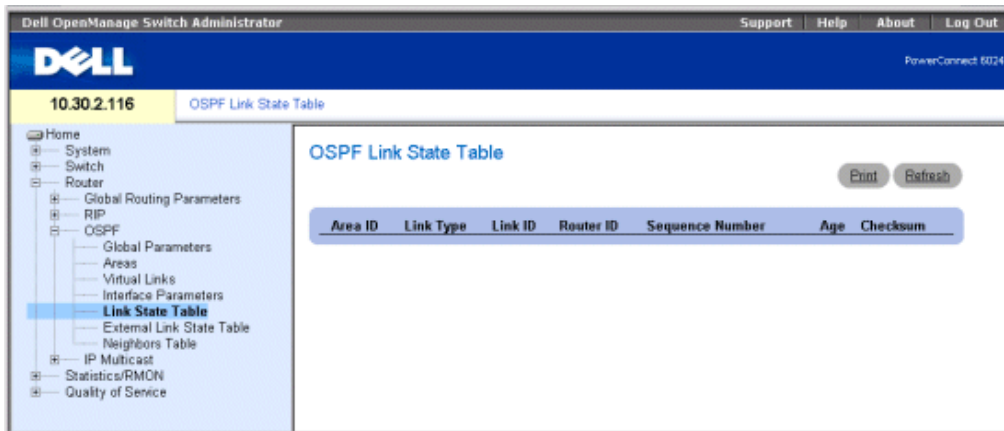 Dell OpenManage Switch Administrator
Support Help About Log Out
DELL
PowerConnect 6024
10.30.2.116
OSPF Link State Table
Home
System
Switch
Router
Global Routing Parameters
RIP
OSPF
Global Parameters
Areas
Virtual Links
Interface Parameters
Link State Table
External Link State Table
Neighbors Table
IP Multicast
Statistics/RMON
Quality of Service
OSPF Link State Table
Print Refresh
Area ID Link Type Link ID Router ID Sequence Number Age Checksum